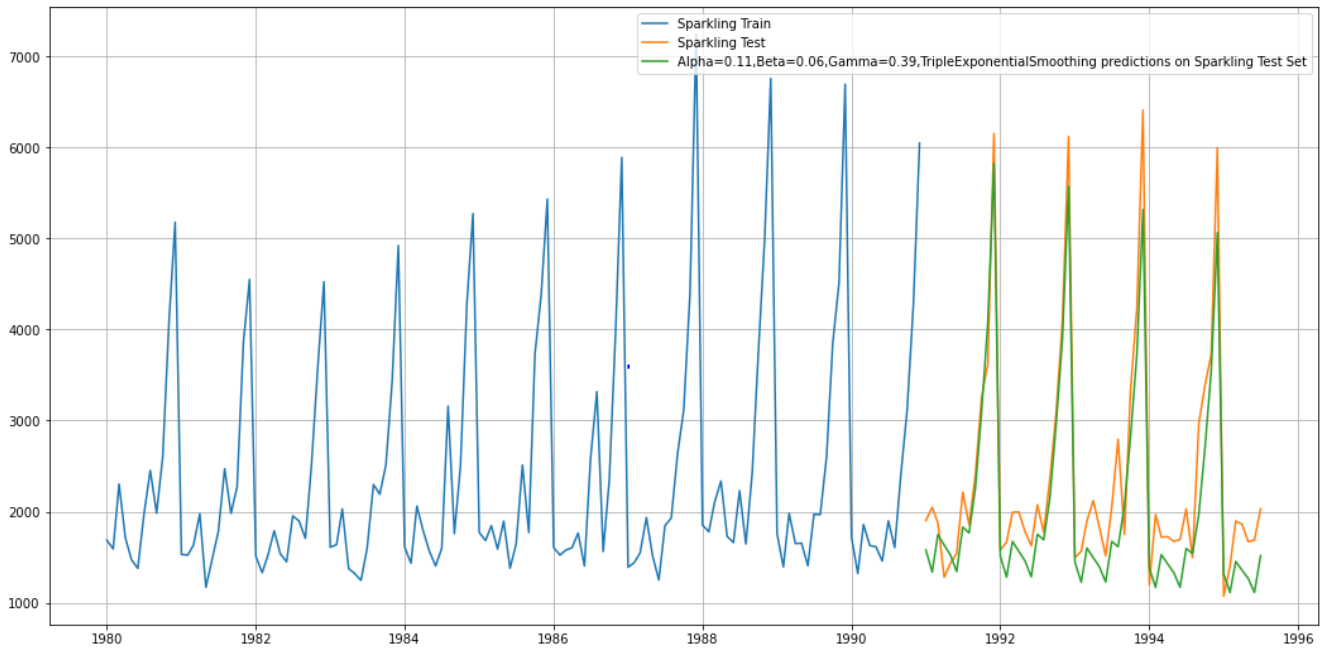 Sparkling Train
Sparkling Test
Alpha=0.11,Beta=0.06,Gamma=0.39,TripleExponentialSmoothing predictions on Sparkling Test Set
7000
6000
5000
4000
3000
2000
1000
1980 1982 1984 1986 1988 1990 1992 1994 1996